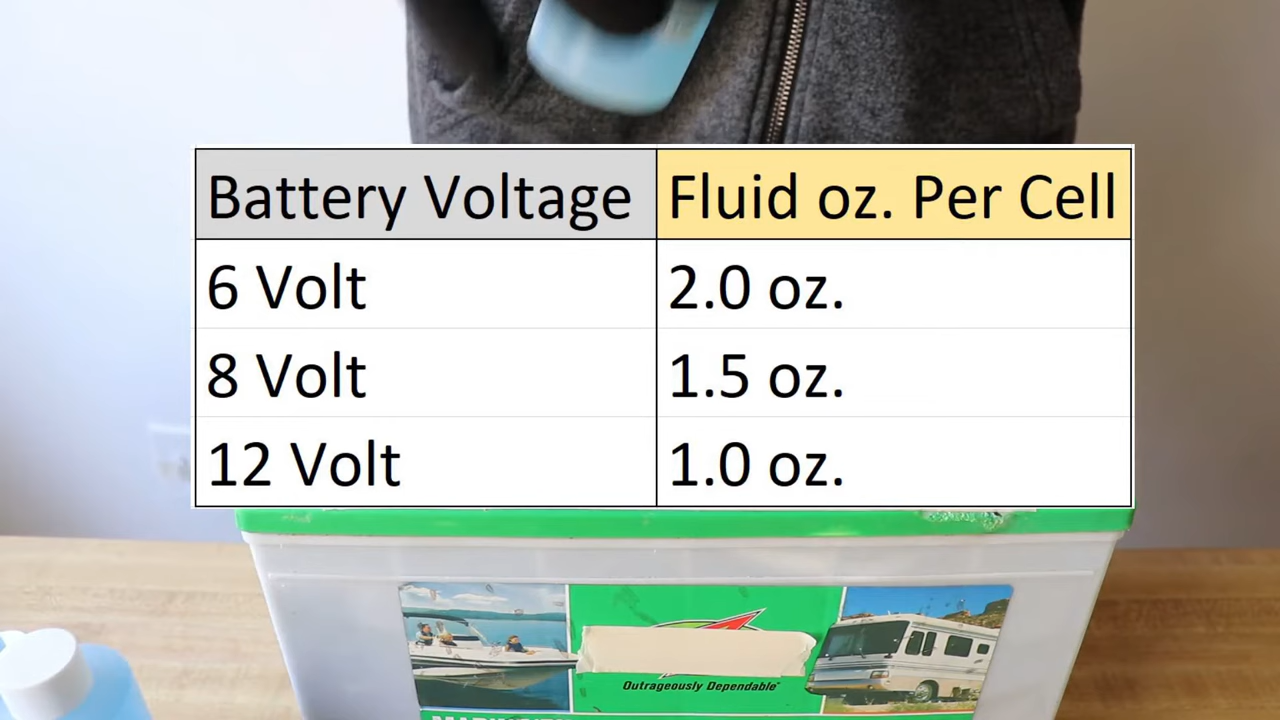 Battery Voltage Fluid oz. Per Cell
6 Volt 2.0 oz.
8 Volt 1.5 oz.
12 Volt 1.0 oz.
Outrageously Dependable